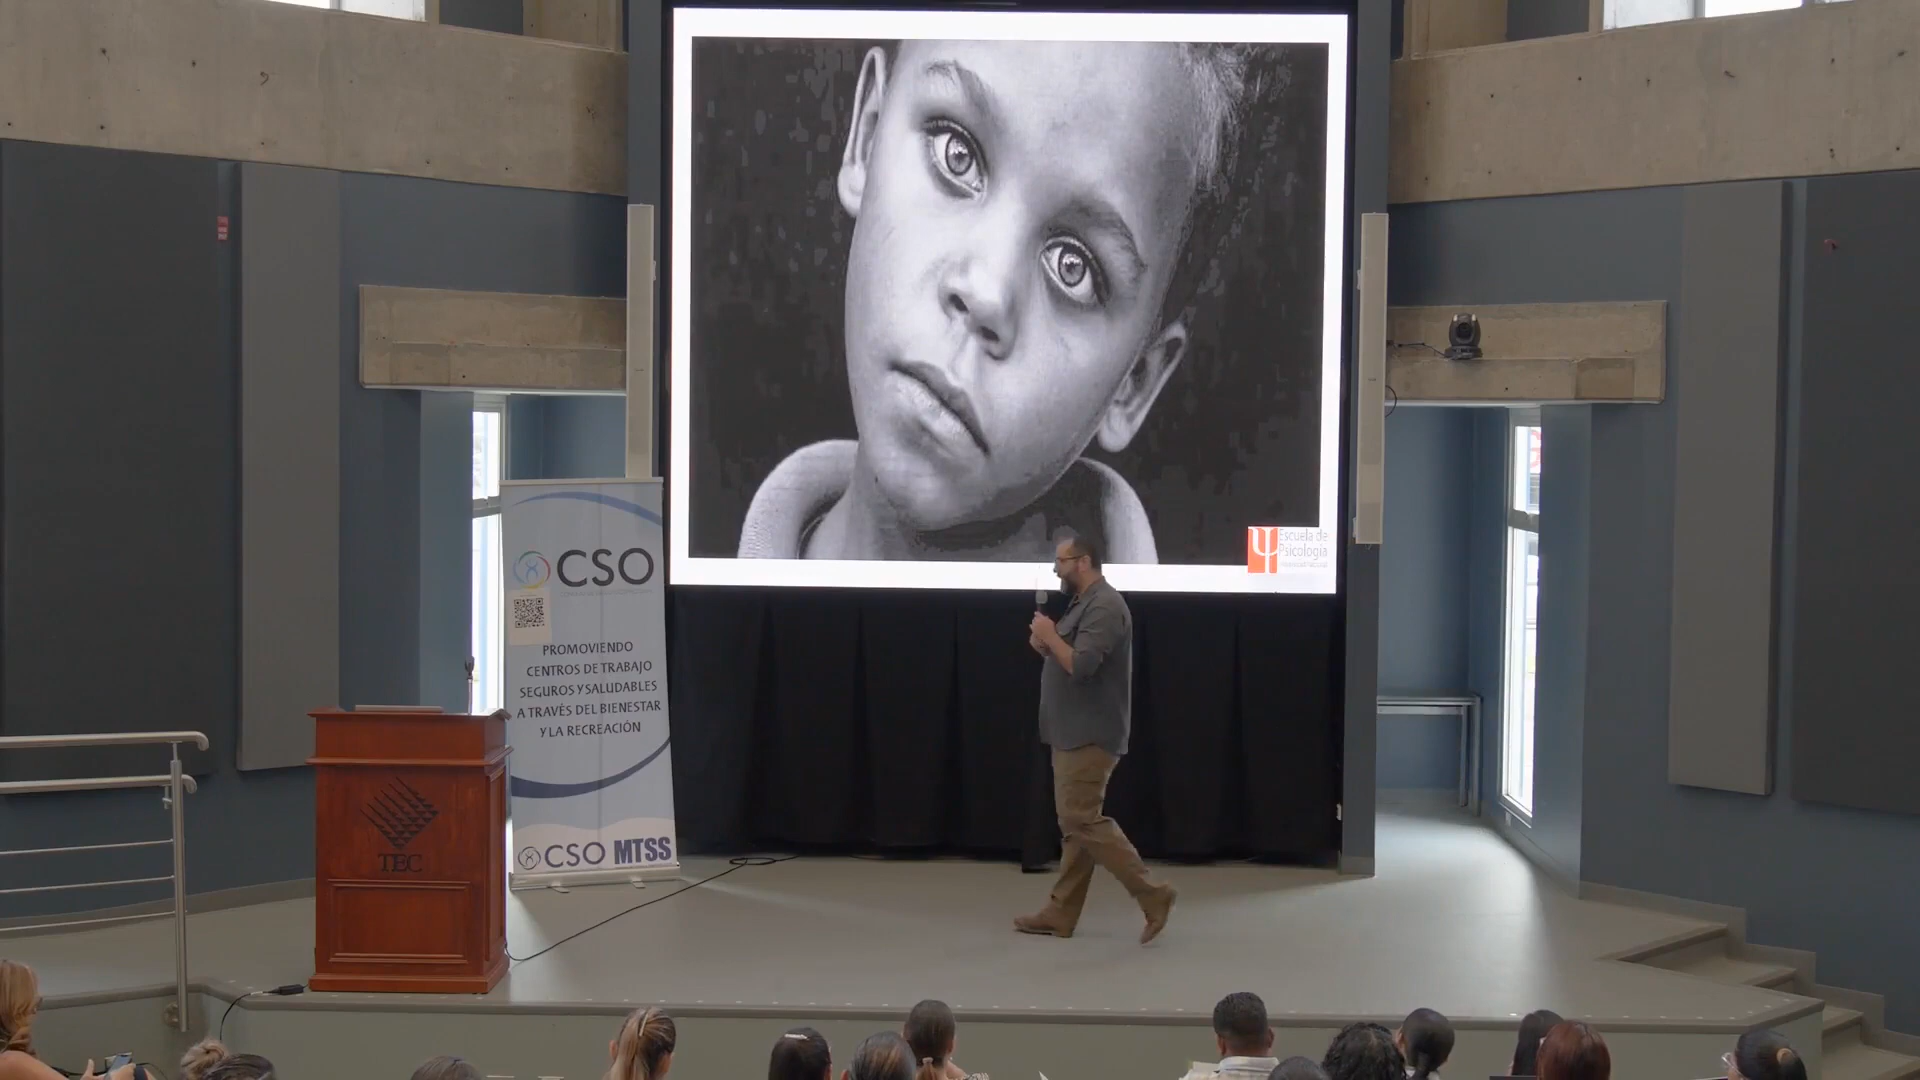 Escuela de
Psicología
CSO
PROMOVIENDO
CENTROS DE TRABAJO
SEGUROS Y SALUDABLES
A TRAVÉS DEL BIENESTAR
Y LA RECREACIÓN
CSO MTSS
TEC